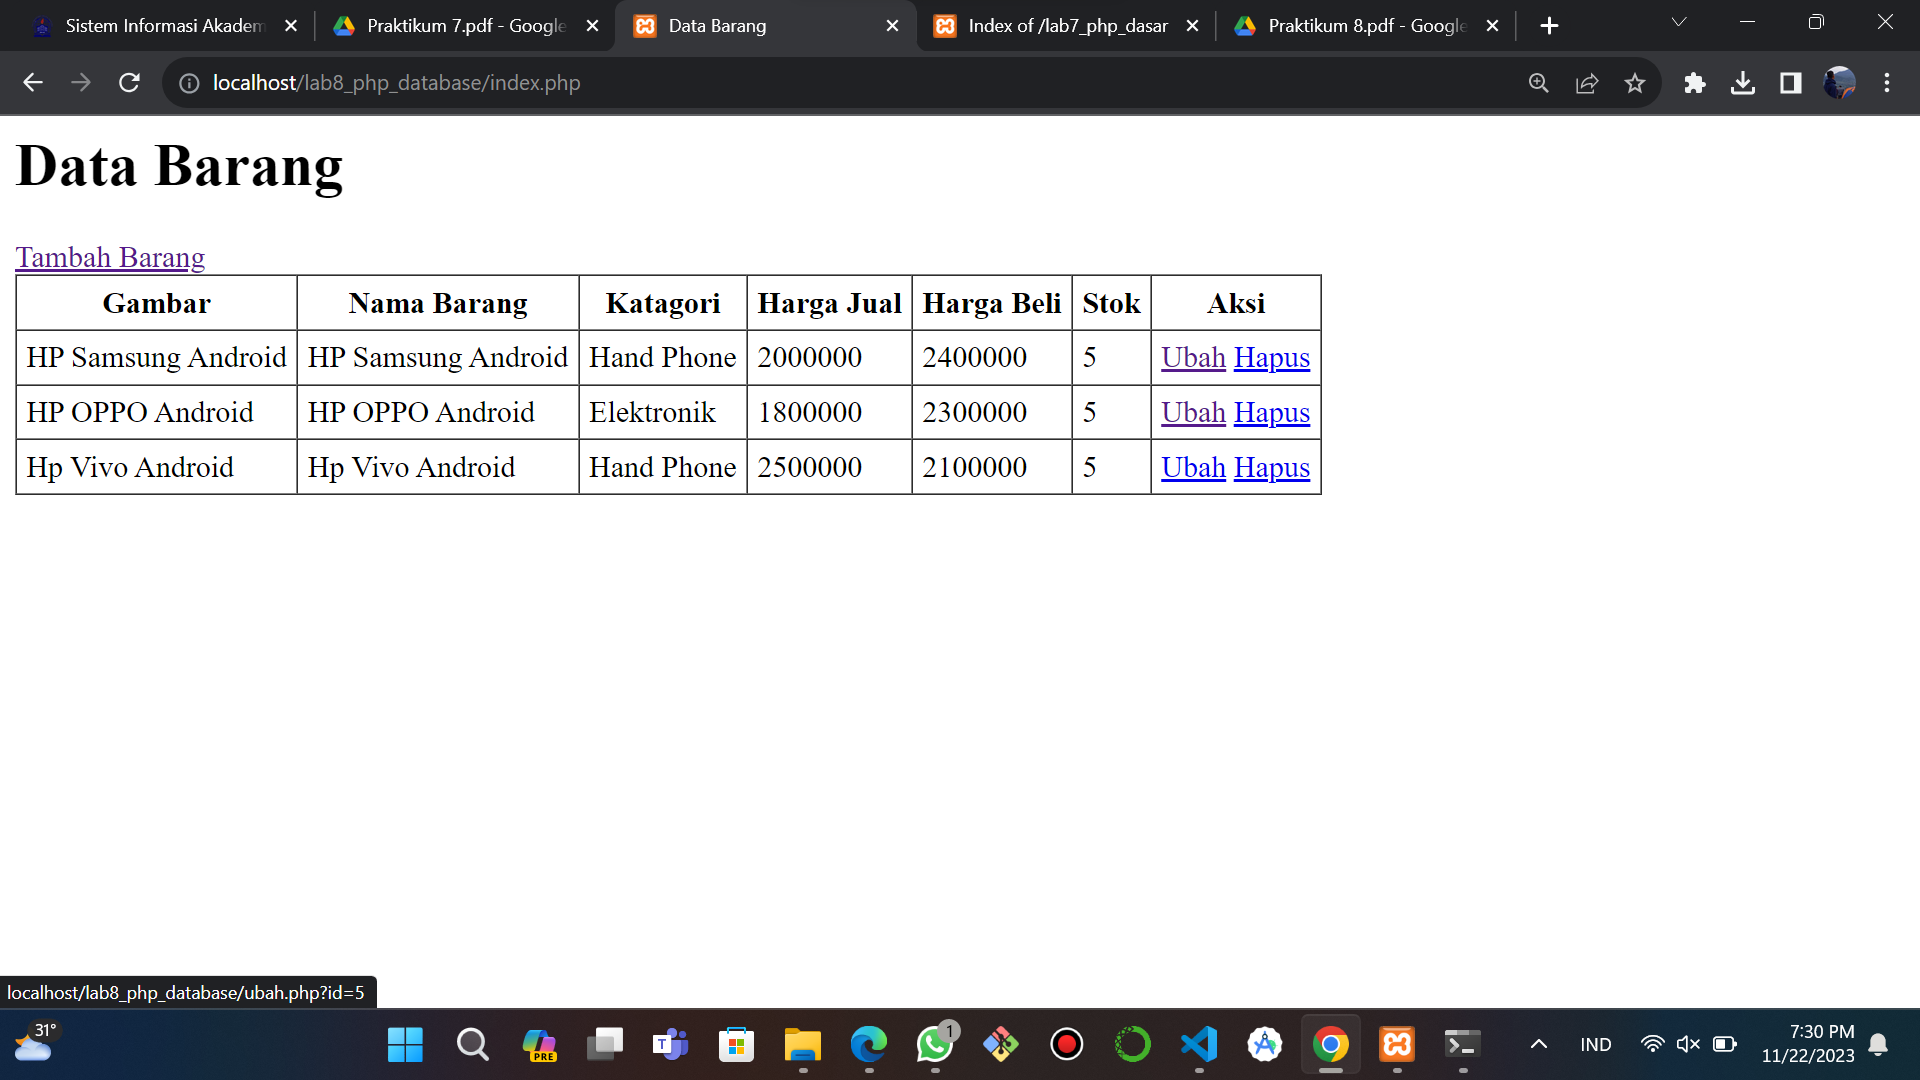 Sistem Informasi Akadem
Praktikum 7.pdf - Google
Data Barang
Index of /lab7_php_dasar
Praktikum 8.pdf - Google
localhost/lab8_php_database/index.php
Data Barang
Tambah Barang
Gambar Nama Barang Katagori Harga Jual Harga Beli Stok Aksi
HP Samsung Android HP Samsung Android Hand Phone 2000000 2400000 5 Ubah Hapus
HP OPPO Android HP OPPO Android Elektronik 1800000 2300000 5 Ubah Hapus
Hp Vivo Android Hp Vivo Android Hand Phone 2500000 2100000 5 Ubah Hapus
localhost/lab8_php_database/ubah.php?id=5
31°
PRE
T
1
IND
7:30 PM
11/22/2023